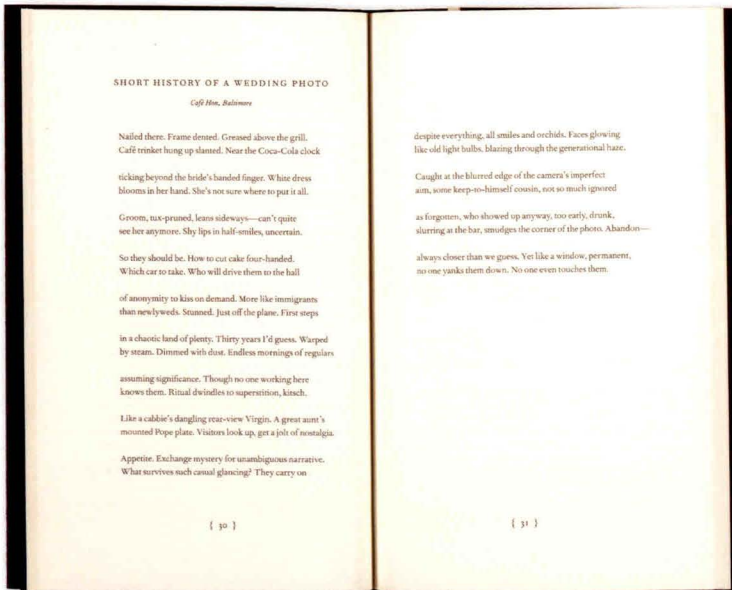 SHORT HISTORY OF A WEDDING PHOTO
Café Hon, Baltimore
Nailed there. Frame dented. Greased above the grill.
Café trinket hung up slanted. Near the Coca-Cola clock
ticking beyond the bride's banded finger. White dress
blooms in her hand. She's not sure where to put it all.
Groom, tux-pruned, leans sideways—can't quite
see her anymore. Shy lips in half-smiles, uncertain.
So they should be. How to cut cake four-handed.
Which car to take. Who will drive them to the hall
of anonymity to kiss on demand. More like immigrants
than newlyweds. Stunned. Just off the plane. First steps
in a chaotic land of plenty. Thirty years I'd guess. Warped
by steam. Dimmed with dust. Endless mornings of regulars
assuming significance. Though no one working here
knows them. Ritual dwindles to superstition, kitsch.
Like a cabbie's dangling rear-view Virgin. A great aunt's
mounted Pope plate. Visitors look up, get a jolt of nostalgia.
Appetite. Exchange mystery for unambiguous narrative.
What survives such casual glancing? They carry on
{ 30 }
despite everything, all smiles and orchids. Faces glowing
like old light bulbs, blazing through the generational haze.
Caught at the blurred edge of the camera's imperfect
aim, some keep-to-himself cousin, not so much ignored
as forgotten, who showed up anyway, too early, drunk,
slurring at the bar, smudges the corner of the photo. Abandon—
always closer than we guess. Yet like a window, permanent,
no one yanks them down. No one even touches them.
{ 31 }